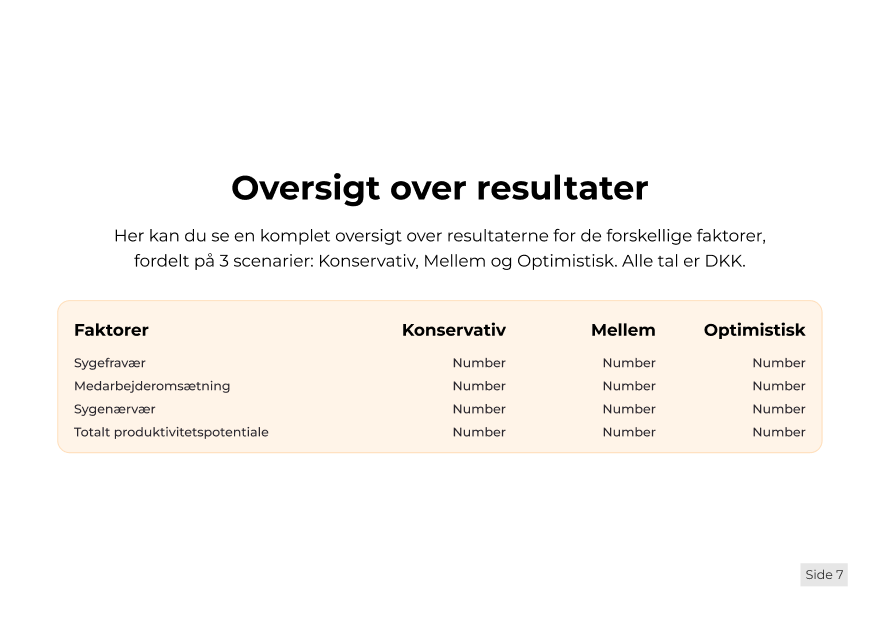 Oversigt over resultater
Her kan du se en komplet oversigt over resultaterne for de forskellige faktorer,
fordelt på 3 scenarier: Konservativ, Mellem og Optimistisk. Alle tal er DKK.
Faktorer Konservativ Mellem Optimistisk
Sygefravær Number Number Number
Medarbejderomsætning Number Number Number
Sygenærvær Number Number Number
Totalt produktivitetspotentiale Number Number Number
Side 7